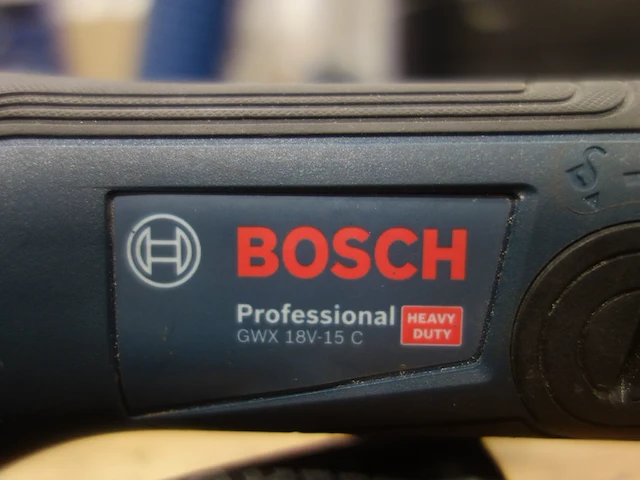 BOSCH
Professional
HEAVY
DUTY
GWX 18V-15 C